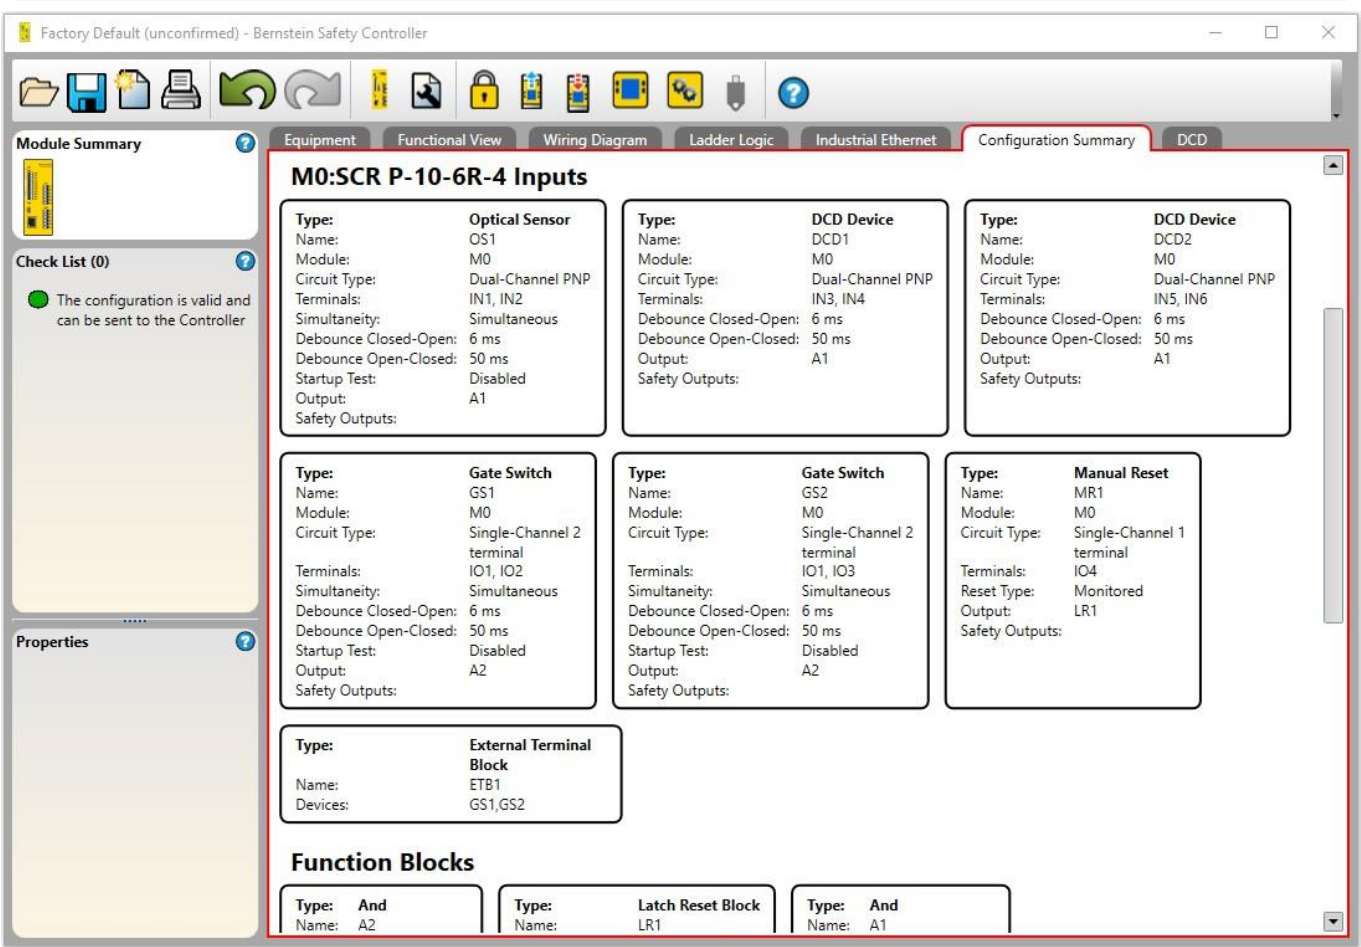 Factory Default (unconfirmed) - Bernstein Safety Controller
Module Summary
Check List (0)
The configuration is valid and
can be sent to the Controller
Properties
Equipment Functional View Wiring Diagram Ladder Logic Industrial Ethernet Configuration Summary DCD
M0:SCR P-10-6R-4 Inputs
Type: Optical Sensor
Name: OS1
Module: M0
Circuit Type: Dual-Channel PNP
Terminals: IN1, IN2
Simultaneity: Simultaneous
Debounce Closed-Open: 6 ms
Debounce Open-Closed: 50 ms
Startup Test: Disabled
Output: A1
Safety Outputs:
Type: DCD Device
Name: DCD1
Module: M0
Circuit Type: Dual-Channel PNP
Terminals: IN3, IN4
Debounce Closed-Open: 6 ms
Debounce Open-Closed: 50 ms
Output: A1
Safety Outputs:
Type: DCD Device
Name: DCD2
Module: M0
Circuit Type: Dual-Channel PNP
Terminals: IN5, IN6
Debounce Closed-Open: 6 ms
Debounce Open-Closed: 50 ms
Output: A1
Safety Outputs:
Type: Gate Switch
Name: GS1
Module: M0
Circuit Type: Single-Channel 2
terminal
Terminals: IO1, IO2
Simultaneity: Simultaneous
Debounce Closed-Open: 6 ms
Debounce Open-Closed: 50 ms
Startup Test: Disabled
Output: A2
Safety Outputs:
Type: Gate Switch
Name: GS2
Module: M0
Circuit Type: Single-Channel 2
terminal
Terminals: IO1, IO3
Simultaneity: Simultaneous
Debounce Closed-Open: 6 ms
Debounce Open-Closed: 50 ms
Startup Test: Disabled
Output: A2
Safety Outputs:
Type: Manual Reset
Name: MR1
Module: M0
Circuit Type: Single-Channel 1
terminal
Terminals: IO4
Reset Type: Monitored
Output: LR1
Safety Outputs:
Type: External Terminal
Block
Name: ETB1
Devices: GS1,GS2
Function Blocks
Type: And
Name: A2
Type: Latch Reset Block
Name: LR1
Type: And
Name: A1